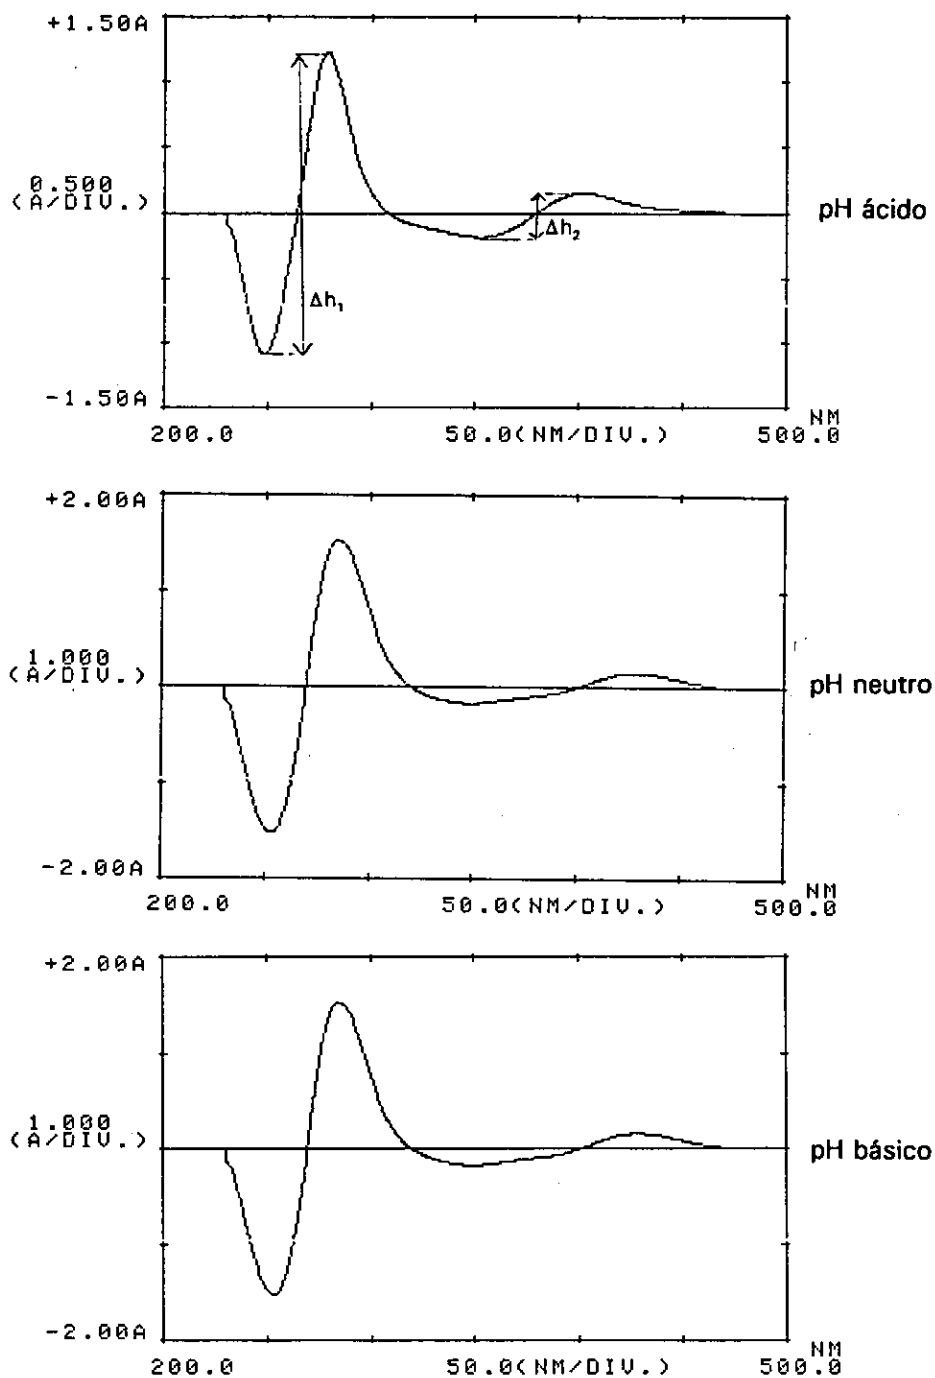 +1.50A
0.500
(A/DIV.)
pH ácido
Δh₂
Δh₁
-1.50A
200.0 50.0(NM/DIV.) NM 500.0
+2.00A
1.000
(A/DIV.)
pH neutro
-2.00A
200.0 50.0(NM/DIV.) NM 500.0
+2.00A
1.000
(A/DIV.)
pH básico
-2.00A
200.0 50.0(NM/DIV.) NM 500.0